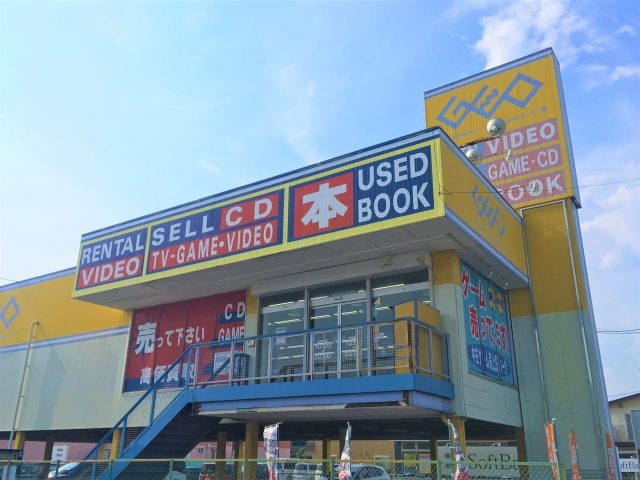 GEO
VIDEO
GAME-CD
BOOK
RENTAL
VIDEO
SELL CD
TV-GAME・VIDEO
本
USED
BOOK
売って下さい
CD
GAME
高価買取
ゲーム
売って下さい
SoftBank